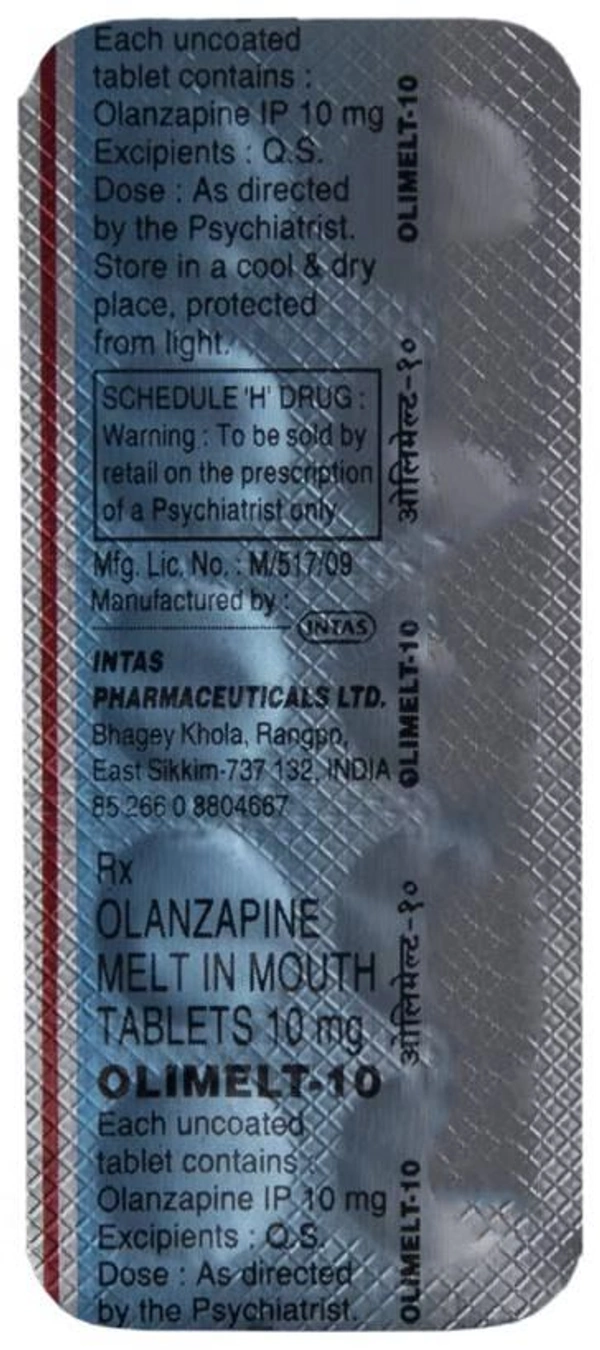 Each uncoated
tablet contains :
Olanzapine IP 10 mg
Excipients : Q.S.
Dose : As directed
by the Psychiatrist.
Store in a cool & dry
place, protected
from light.
SCHEDULE 'H' DRUG :
Warning : To be sold by
retail on the prescription
of a Psychiatrist only
Mfg. Lic. No. : M/517/09
Manufactured by :
INTAS
INTAS
PHARMACEUTICALS LTD.
Bhagey Khola, Rangpo,
East Sikkim-737 132, INDIA
85 266 0 8804667
Rx
OLANZAPINE
MELT IN MOUTH
TABLETS 10 mg
OLIMELT-10
Each uncoated
tablet contains :
Olanzapine IP 10 mg
Excipients : Q.S.
Dose : As directed
by the Psychiatrist.
OLIMELT-10
ओलिमेल्ट-१०
OLIMELT-10
ओलिमेल्ट-१०
OLIMELT-10